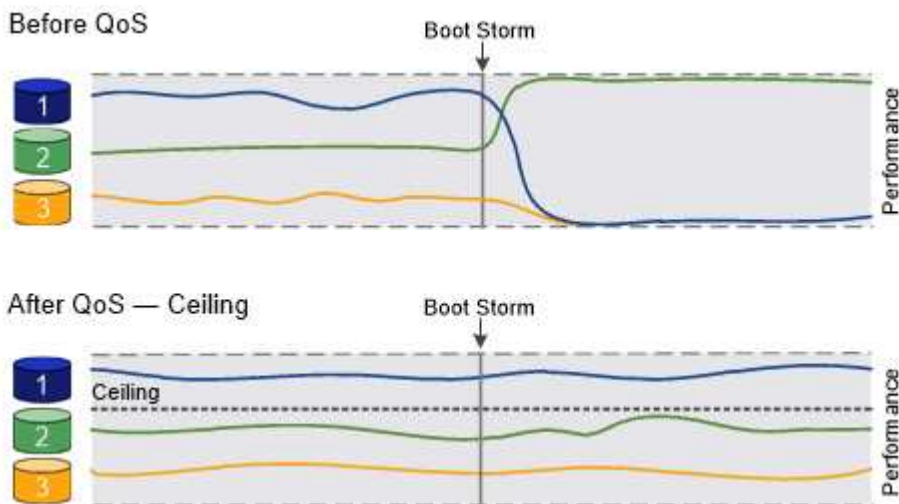 Before QoS
Boot Storm
1
2
3
Performance
After QoS — Ceiling
Boot Storm
1
Ceiling
2
3
Performance